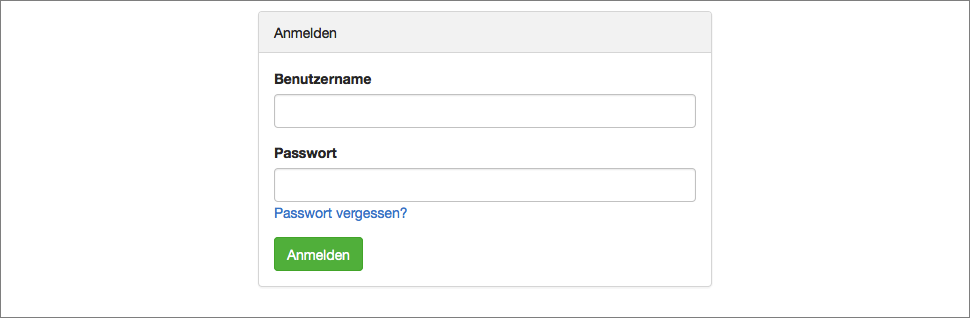 Anmelden
Benutzername
Passwort
Passwort vergessen?
Anmelden